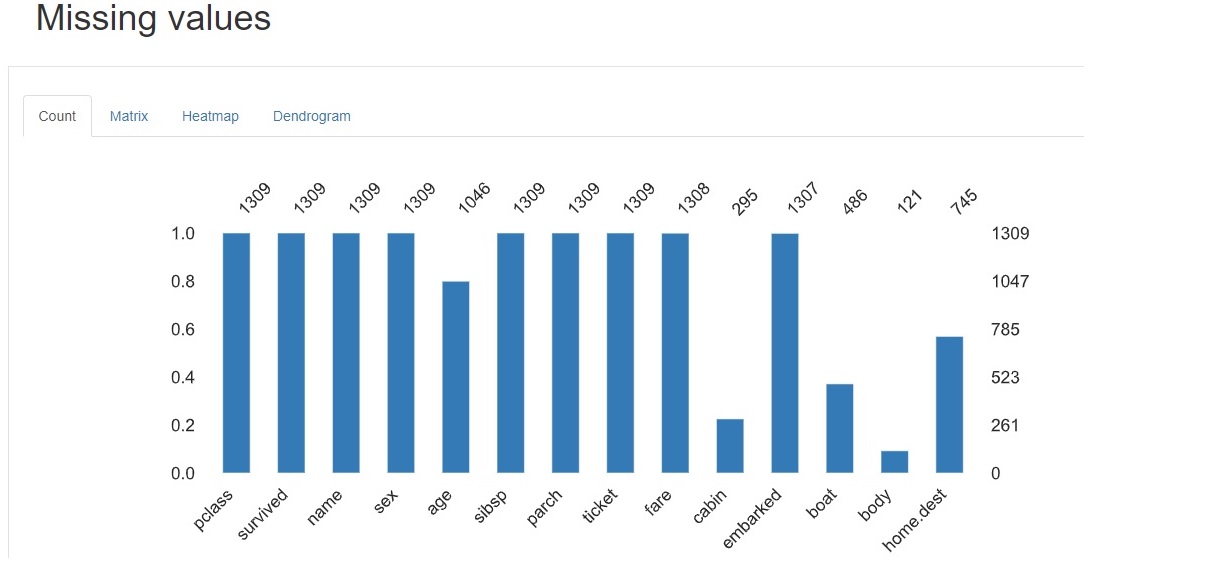 Missing values
Count Matrix Heatmap Dendrogram
1309 1309 1309 1309 1046 1309 1309 1309 1308 295 1307 486 121 745
1.0 1309
0.8 1047
0.6 785
0.4 523
0.2 261
0.0 0
pclass survived name sex age sibsp parch ticket fare cabin embarked boat body home.dest